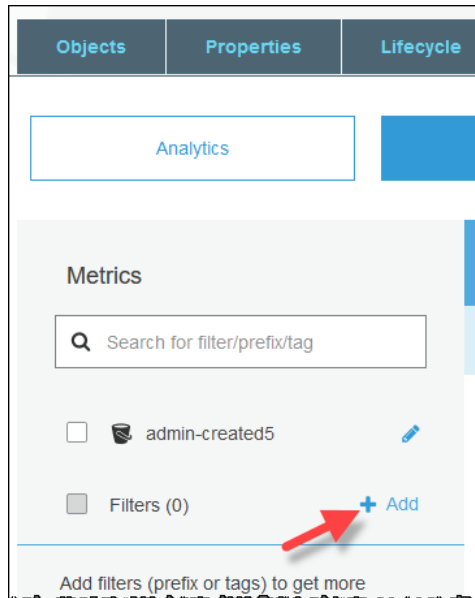 Objects
Properties
Lifecycle
Analytics
Metrics
Search for filter/prefix/tag
admin-created5
Filters (0)
Add
Add filters (prefix or tags) to get more